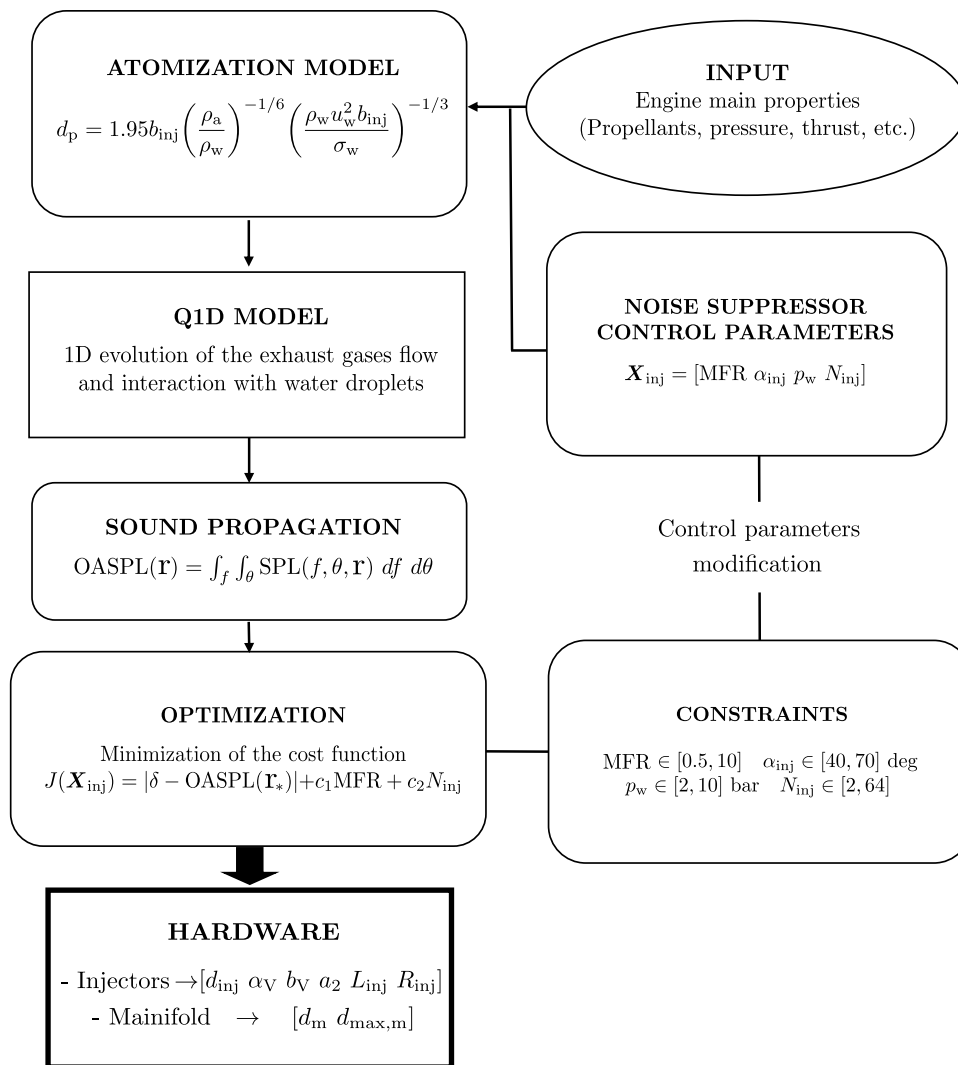 ATOMIZATION MODEL
d_p = 1.95b_inj (ρ_a/ρ_w)^{-1/6} (ρ_w u_w^2 b_inj/σ_w)^{-1/3}
INPUT
Engine main properties
(Propellants, pressure, thrust, etc.)
Q1D MODEL
1D evolution of the exhaust gases flow
and interaction with water droplets
NOISE SUPPRESSOR
CONTROL PARAMETERS
X_inj = [MFR α_inj p_w N_inj]
SOUND PROPAGATION
OASPL(r) = ∫_f ∫_θ SPL(f, θ, r) df dθ
Control parameters
modification
OPTIMIZATION
Minimization of the cost function
J(X_inj) = |δ − OASPL(r_*)|+c_1MFR + c_2N_inj
CONSTRAINTS
MFR ∈ [0.5, 10] α_inj ∈ [40, 70] deg
p_w ∈ [2, 10] bar N_inj ∈ [2, 64]
HARDWARE
- Injectors →[d_inj α_V b_V a_2 L_inj R_inj]
- Mainifold → [d_m d_max,m]